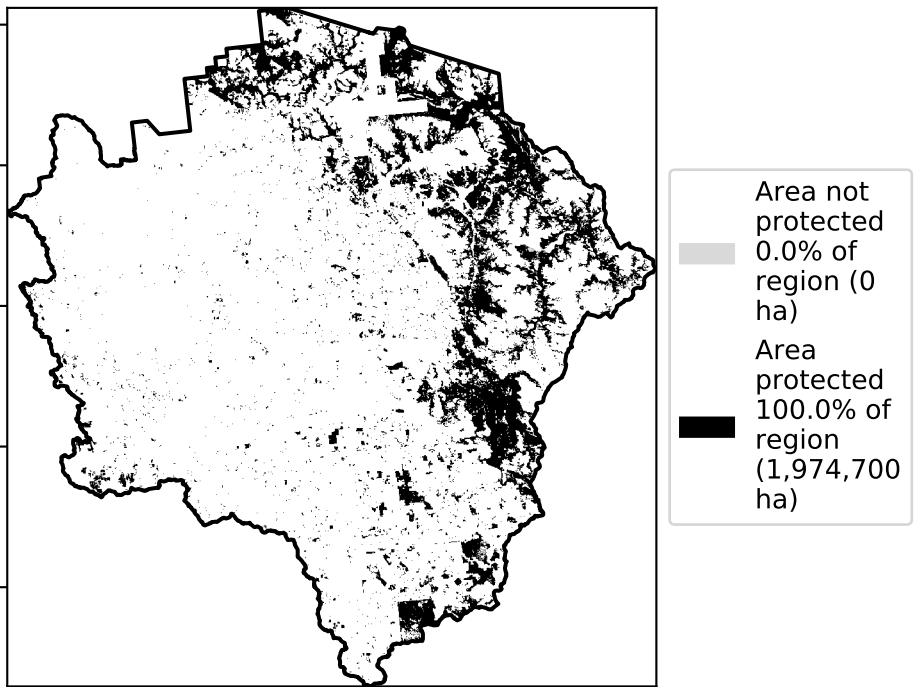 Area not
protected
0.0% of
region (0
ha)
Area
protected
100.0% of
region
(1,974,700
ha)